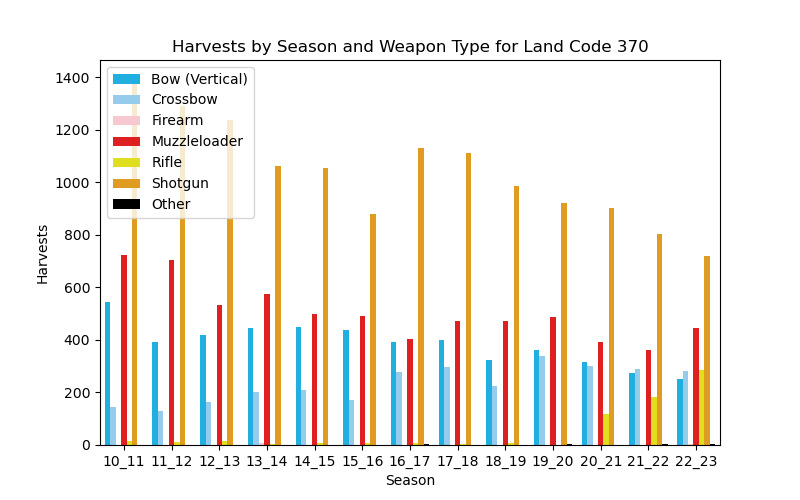 Harvests by Season and Weapon Type for Land Code 370
1400
1200
1000
800
600
400
200
0
Harvests
Bow (Vertical)
Crossbow
Firearm
Muzzleloader
Rifle
Shotgun
Other
10_11 11_12 12_13 13_14 14_15 15_16 16_17 17_18 18_19 19_20 20_21 21_22 22_23
Season